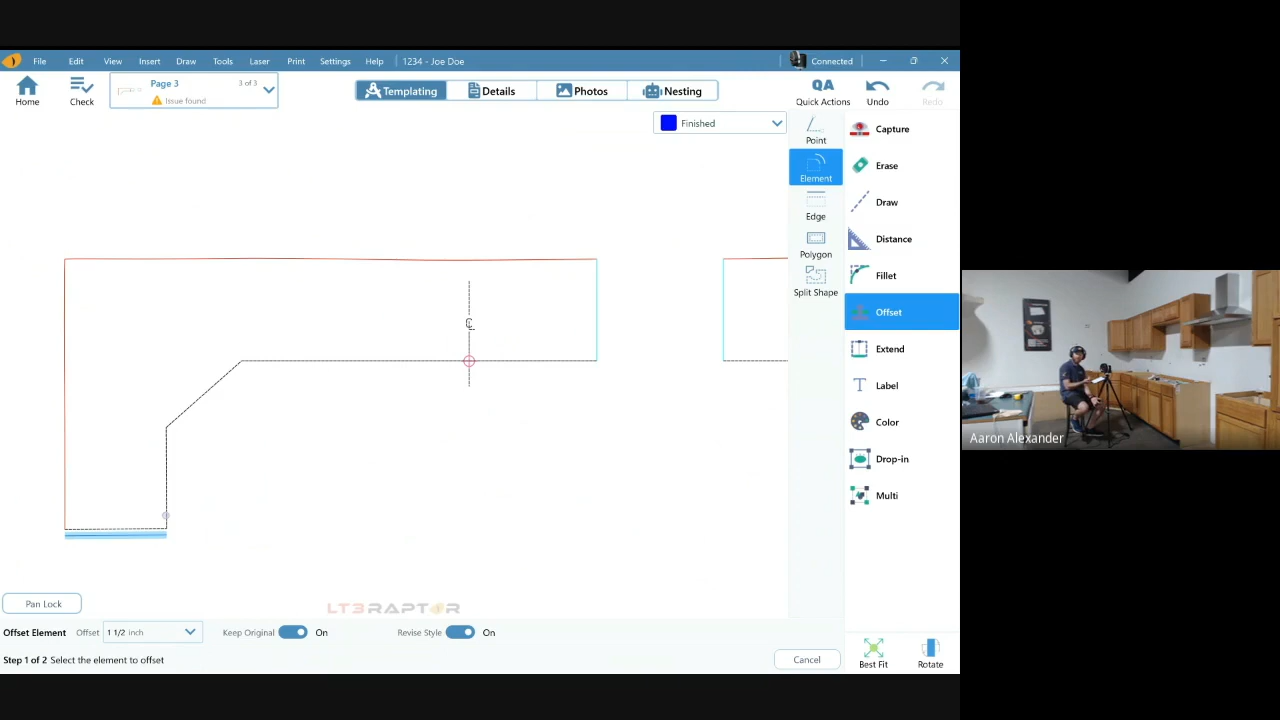 File Edit View Insert Draw Tools Laser Print Settings Help 1234 - Joe Doe Connected
Home
Check
Page 3
3 of 3
Issue found
Templating
Details
Photos
Nesting
QA
Quick Actions
Undo
Redo
Finished
Point
Element
Edge
Polygon
Split Shape
Capture
Erase
Draw
Distance
Fillet
Offset
Extend
Label
Color
Drop-in
Multi
Aaron Alexander
Pan Lock
LT3RAPTOR
Offset Element Offset 1 1/2 inch Keep Original On Revise Style On
Step 1 of 2 Select the element to offset
Cancel
Best Fit
Rotate